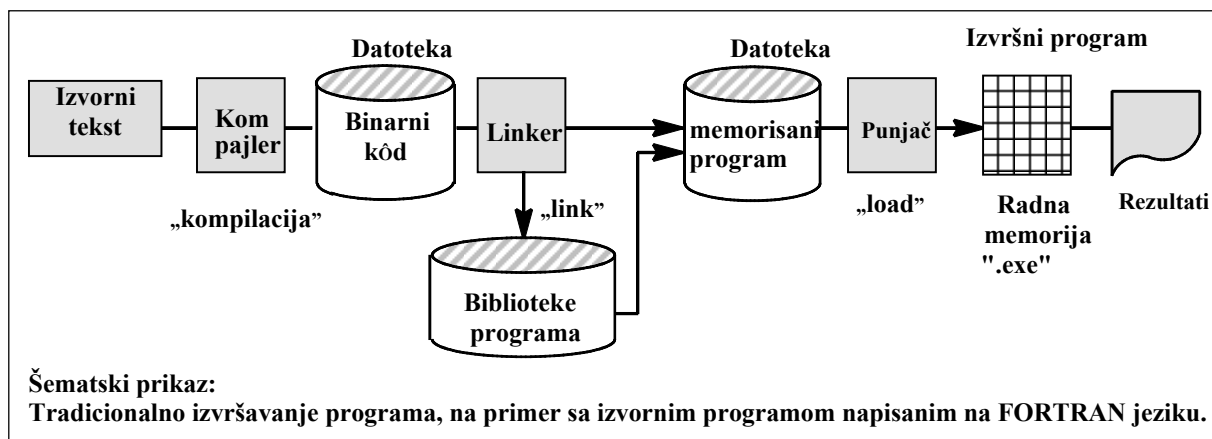 Izvorni
tekst
Kom
pajler
„kompilacija”
Datoteka
Binarni
kôd
Linker
„link”
Biblioteke
programa
Datoteka
memorisani
program
Punjač
„load”
Izvršni program
Radna
memorija
".exe"
Rezultati
Šematski prikaz:
Tradicionalno izvršavanje programa, na primer sa izvornim programom napisanim na FORTRAN jeziku.